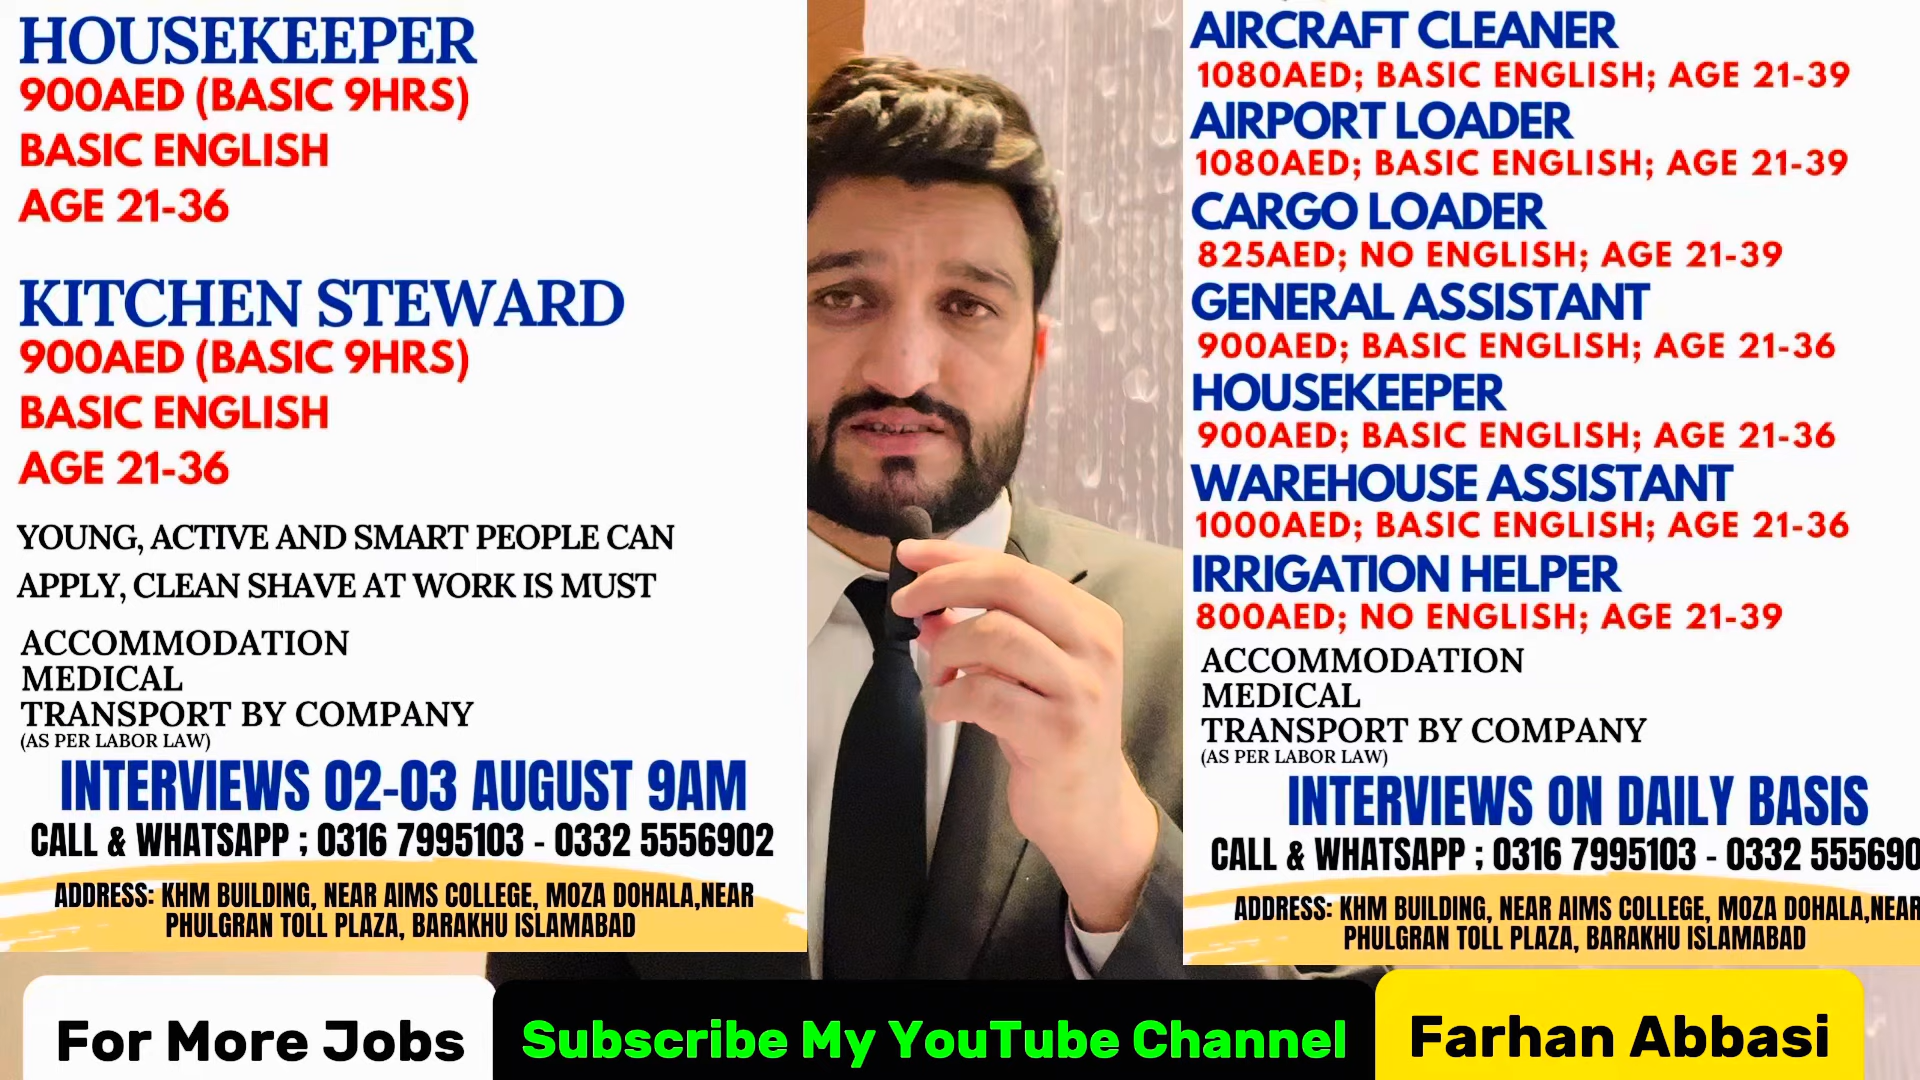 HOUSEKEEPER
900AED (BASIC 9HRS)
BASIC ENGLISH
AGE 21-36
KITCHEN STEWARD
900AED (BASIC 9HRS)
BASIC ENGLISH
AGE 21-36
YOUNG, ACTIVE AND SMART PEOPLE CAN
APPLY, CLEAN SHAVE AT WORK IS MUST
ACCOMMODATION
MEDICAL
TRANSPORT BY COMPANY
(AS PER LABOR LAW)
INTERVIEWS 02-03 AUGUST 9AM
CALL & WHATSAPP ; 0316 7995103 - 0332 5556902
ADDRESS: KHM BUILDING, NEAR AIMS COLLEGE, MOZA DOHALA,NEAR
PHULGRAN TOLL PLAZA, BARAKHU ISLAMABAD
AIRCRAFT CLEANER
1080AED; BASIC ENGLISH; AGE 21-39
AIRPORT LOADER
1080AED; BASIC ENGLISH; AGE 21-39
CARGO LOADER
825AED; NO ENGLISH; AGE 21-39
GENERAL ASSISTANT
900AED; BASIC ENGLISH; AGE 21-36
HOUSEKEEPER
900AED; BASIC ENGLISH; AGE 21-36
WAREHOUSE ASSISTANT
1000AED; BASIC ENGLISH; AGE 21-36
IRRIGATION HELPER
800AED; NO ENGLISH; AGE 21-39
ACCOMMODATION
MEDICAL
TRANSPORT BY COMPANY
(AS PER LABOR LAW)
INTERVIEWS ON DAILY BASIS
CALL & WHATSAPP ; 0316 7995103 - 0332 555690
ADDRESS: KHM BUILDING, NEAR AIMS COLLEGE, MOZA DOHALA,NEAR
PHULGRAN TOLL PLAZA, BARAKHU ISLAMABAD
For More Jobs
Subscribe My YouTube Channel
Farhan Abbasi